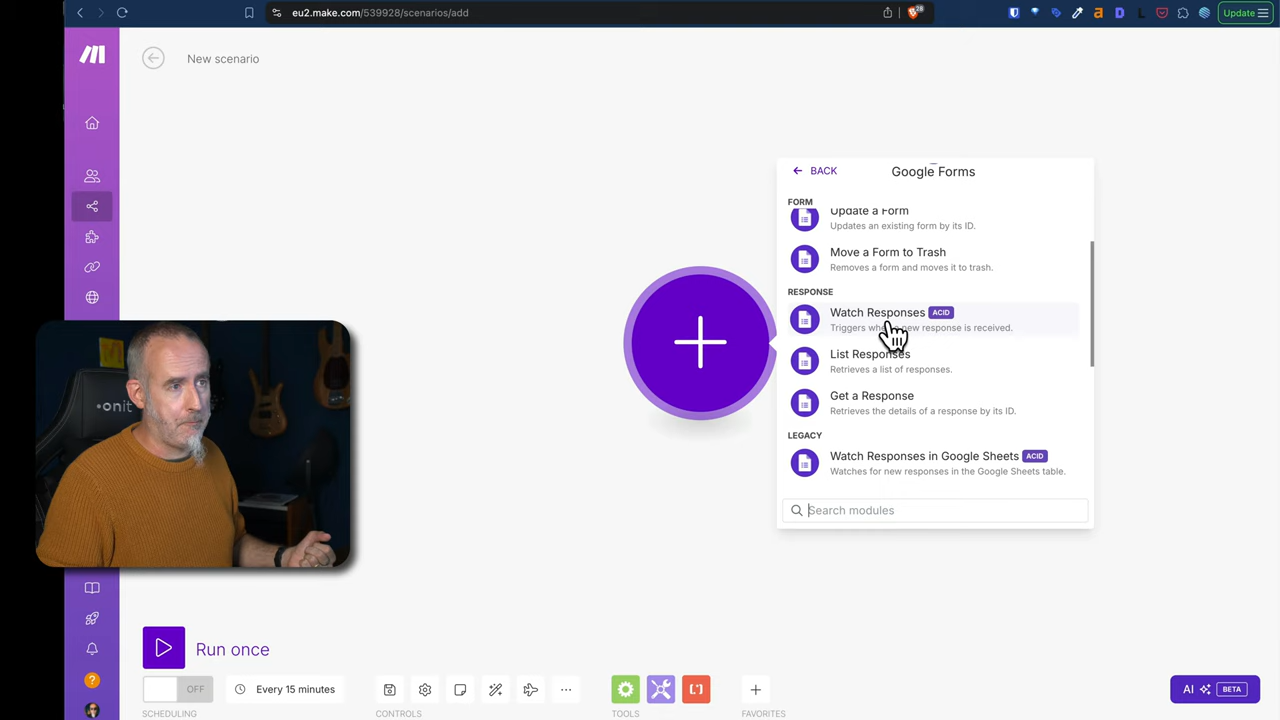 eu2.make.com/539928/scenarios/add
28
Update
New scenario
BACK
Google Forms
FORM
Update a Form
Updates an existing form by its ID.
Move a Form to Trash
Removes a form and moves it to trash.
RESPONSE
Watch Responses ACID
Triggers new response is received.
List Responses
Retrieves a list of responses.
Get a Response
Retrieves the details of a response by its ID.
LEGACY
Watch Responses in Google Sheets ACID
Watches for new responses in the Google Sheets table.
Search modules
onit
Run once
OFF
Every 15 minutes
AI BETA
SCHEDULING
CONTROLS
TOOLS
FAVORITES